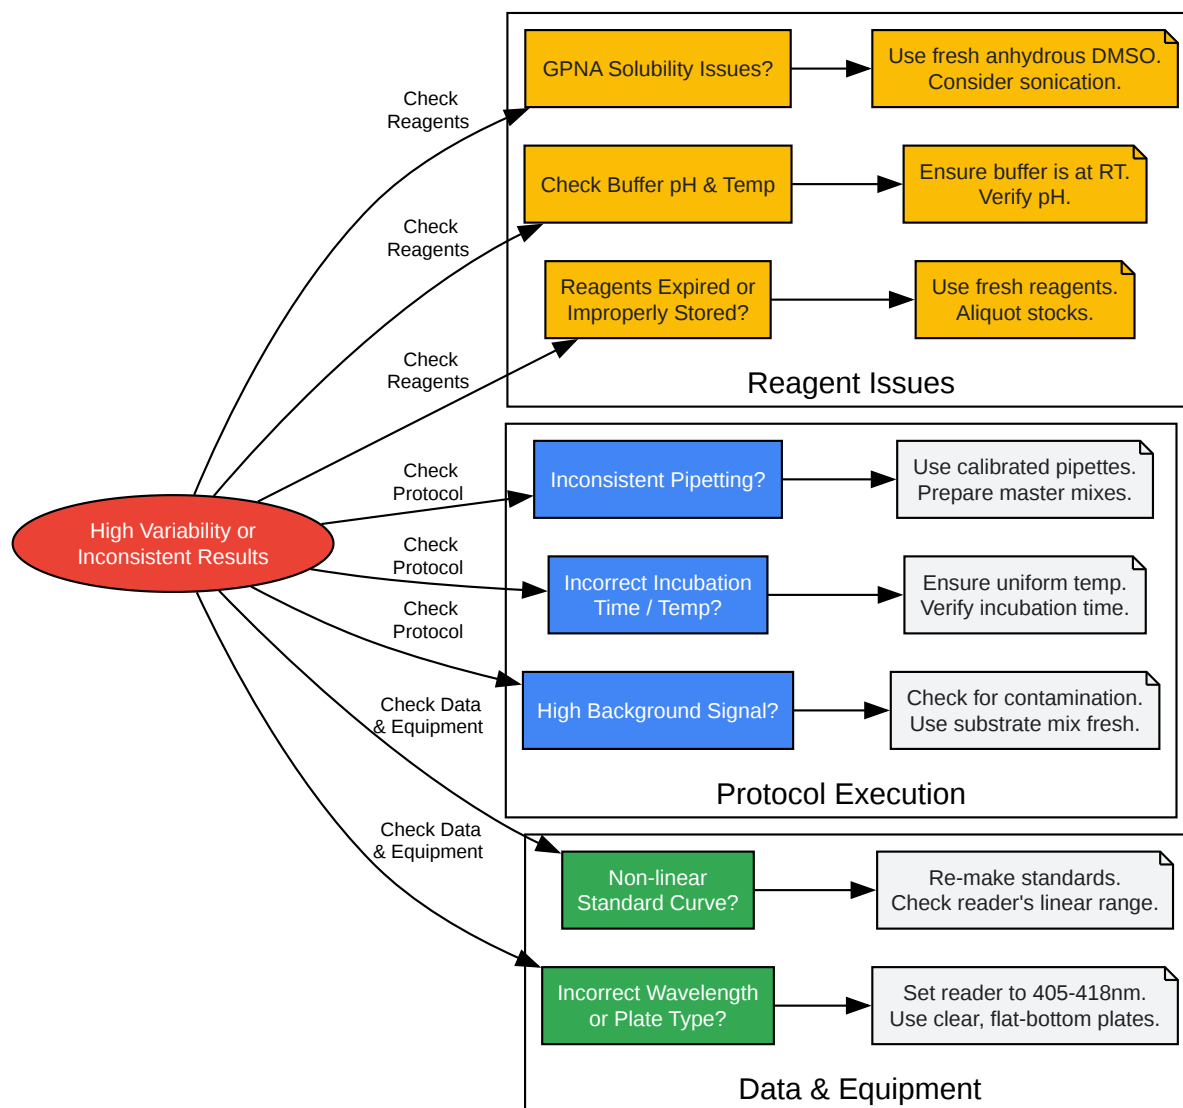 GPNA Solubility Issues?
Use fresh anhydrous DMSO.
Consider sonication.
Check
Reagents
Check Buffer pH & Temp
Ensure buffer is at RT.
Verify pH.
Check
Reagents
Reagents Expired or
Improperly Stored?
Use fresh reagents.
Aliquot stocks.
Check
Reagents
Reagent Issues
High Variability or
Inconsistent Results
Check
Protocol
Inconsistent Pipetting?
Use calibrated pipettes.
Prepare master mixes.
Check
Protocol
Incorrect Incubation
Time / Temp?
Ensure uniform temp.
Verify incubation time.
Check
Protocol
High Background Signal?
Check for contamination.
Use substrate mix fresh.
Protocol Execution
Check Data
& Equipment
Non-linear
Standard Curve?
Re-make standards.
Check reader's linear range.
Check Data
& Equipment
Incorrect Wavelength
or Plate Type?
Set reader to 405-418nm.
Use clear, flat-bottom plates.
Data & Equipment